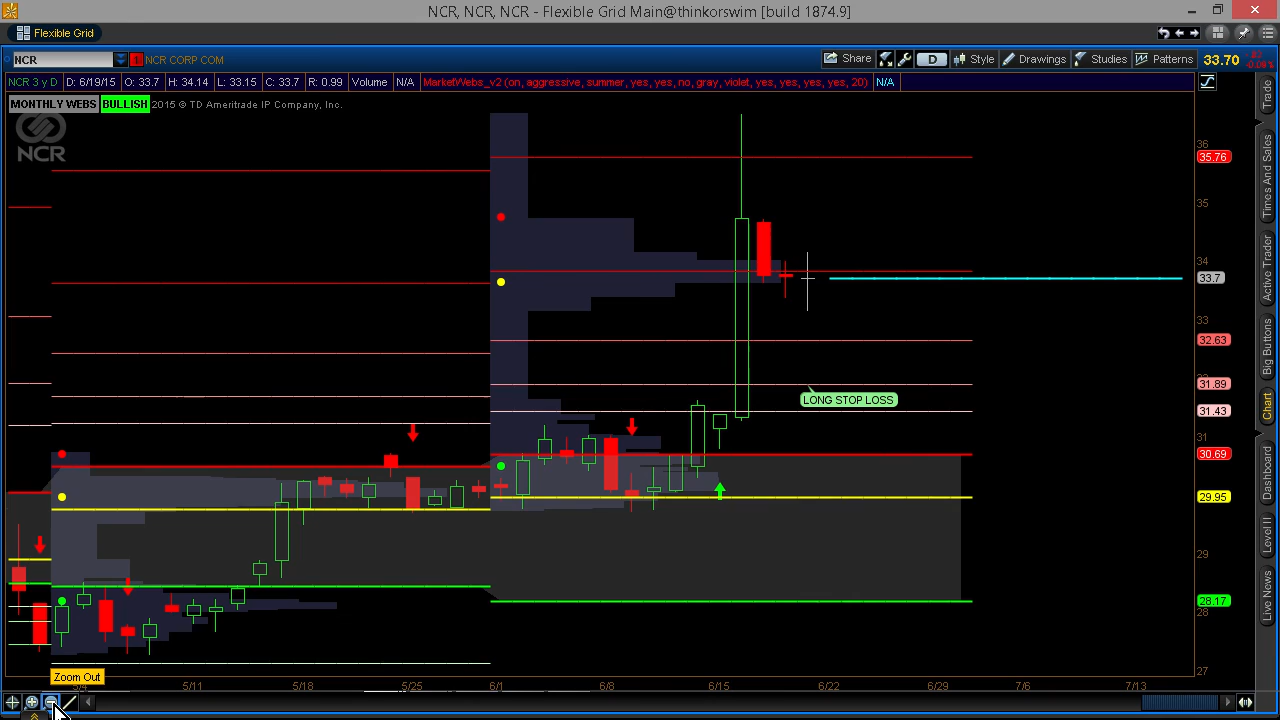 NCR, NCR, NCR - Flexible Grid Main@thinkorswim [build 1874.9]
Flexible Grid
NCR NCR CORP COM Share D Style Drawings Studies Patterns 33.70
NCR 3 y D D: 6/19/15 O: 33.7 H: 34.14 L: 33.15 C: 33.7 R: 0.99 Volume N/A MarketWebs_v2 (on, aggressive, summer, yes, yes, no, gray, violet, yes, yes, yes, yes, 20) N/A
MONTHLY WEBS BULLISH 2015 © TD Ameritrade IP Company, Inc.
NCR
36
35.76
35
34
33.7
33
32.63
31.89
LONG STOP LOSS
31.43
31
30.69
29.95
29
28.17
28
27
Zoom Out
5/4 5/11 5/18 5/25 6/1 6/8 6/15 6/22 6/29 7/6 7/13
Trade
Times And Sales
Active Trader
Big Buttons
Chart
Dashboard
Level II
Live News